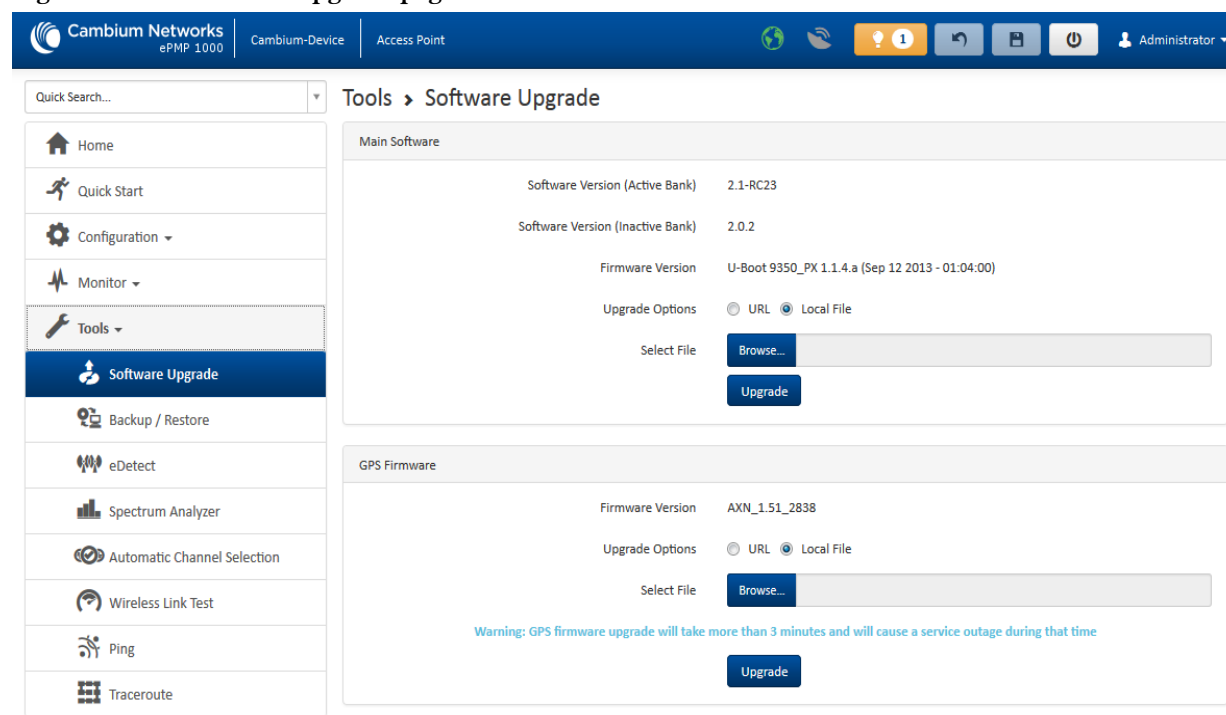 Cambium Networks
ePMP 1000
Cambium-Device
Access Point
1
Administrator
Quick Search...
Home
Quick Start
Configuration
Monitor
Tools
Software Upgrade
Backup / Restore
eDetect
Spectrum Analyzer
Automatic Channel Selection
Wireless Link Test
Ping
Traceroute
Tools > Software Upgrade
Main Software
Software Version (Active Bank) 2.1-RC23
Software Version (Inactive Bank) 2.0.2
Firmware Version U-Boot 9350_PX 1.1.4.a (Sep 12 2013 - 01:04:00)
Upgrade Options URL Local File
Select File Browse...
Upgrade
GPS Firmware
Firmware Version AXN_1.51_2838
Upgrade Options URL Local File
Select File Browse...
Warning: GPS firmware upgrade will take more than 3 minutes and will cause a service outage during that time
Upgrade